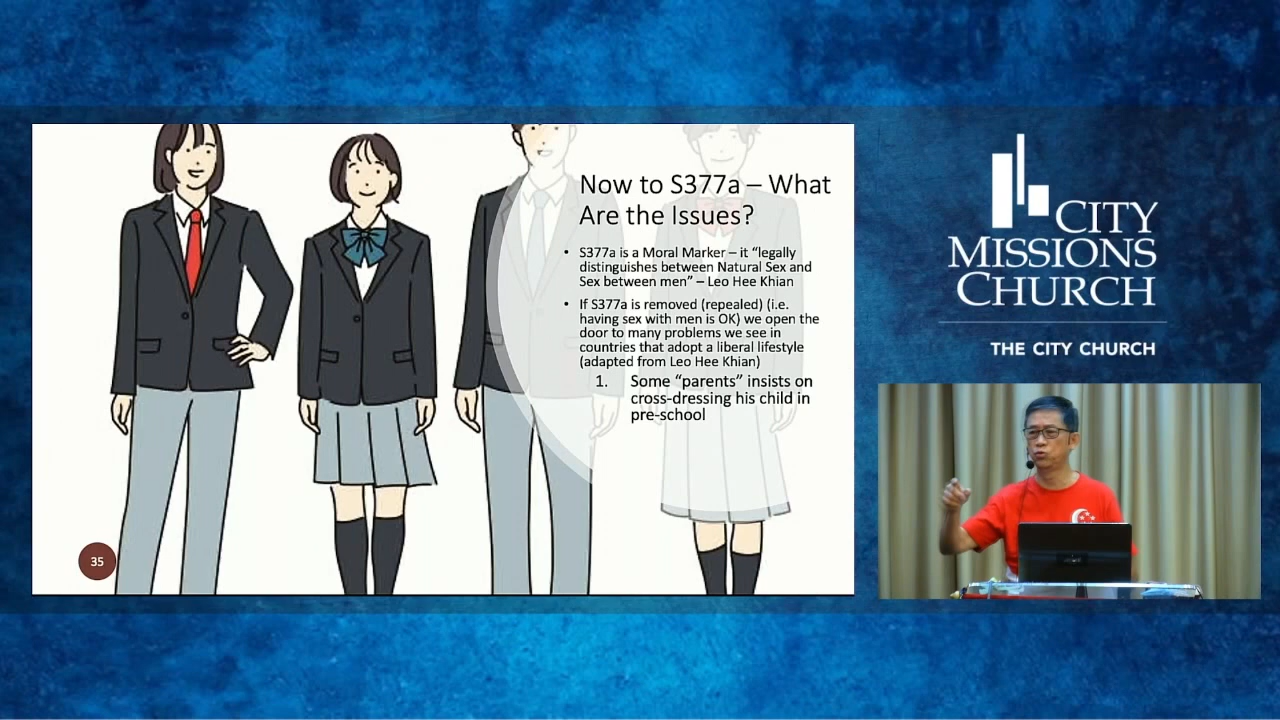 Now to S377a – What
Are the Issues?
• S377a is a Moral Marker – it “legally
distinguishes between Natural Sex and
Sex between men” – Leo Hee Khian
• If S377a is removed (repealed) (i.e.
having sex with men is OK) we open the
door to many problems we see in
countries that adopt a liberal lifestyle
(adapted from Leo Hee Khian)
1. Some “parents” insists on
cross-dressing his child in
pre-school
35
CITY
MISSIONS
CHURCH
THE CITY CHURCH